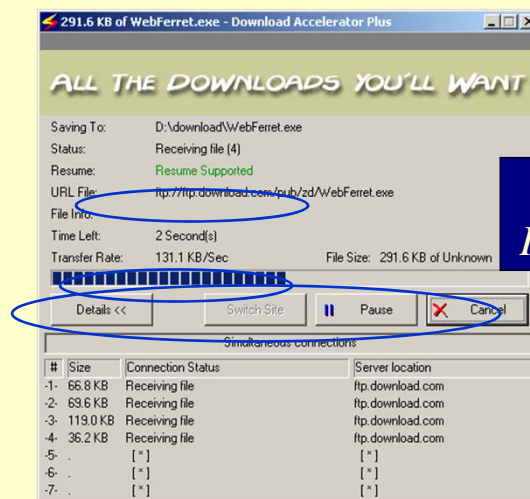 291.6 KB of WebFerret.exe - Download Accelerator Plus
ALL THE DOWNLOADS YOU'LL WANT
Saving To: D:\download\WebFerret.exe
Status: Receiving file (4)
Resume: Resume Supported
URL File: ftp://ftp.download.com/pub/zd/WebFerret.exe
File Info:
Time Left: 2 Second(s)
Transfer Rate: 131.1 KB/Sec File Size: 291.6 KB of Unknown
Details << Switch Site Pause Cancel
Simultaneous connections
# Size Connection Status Server location
-1- 66.8 KB Receiving file ftp.download.com
-2- 69.6 KB Receiving file ftp.download.com
-3- 119.0 KB Receiving file ftp.download.com
-4- 36.2 KB Receiving file ftp.download.com
-5- . [ * ] [ * ]
-6- . [ * ] [ * ]
-7- . [ * ] [ * ]